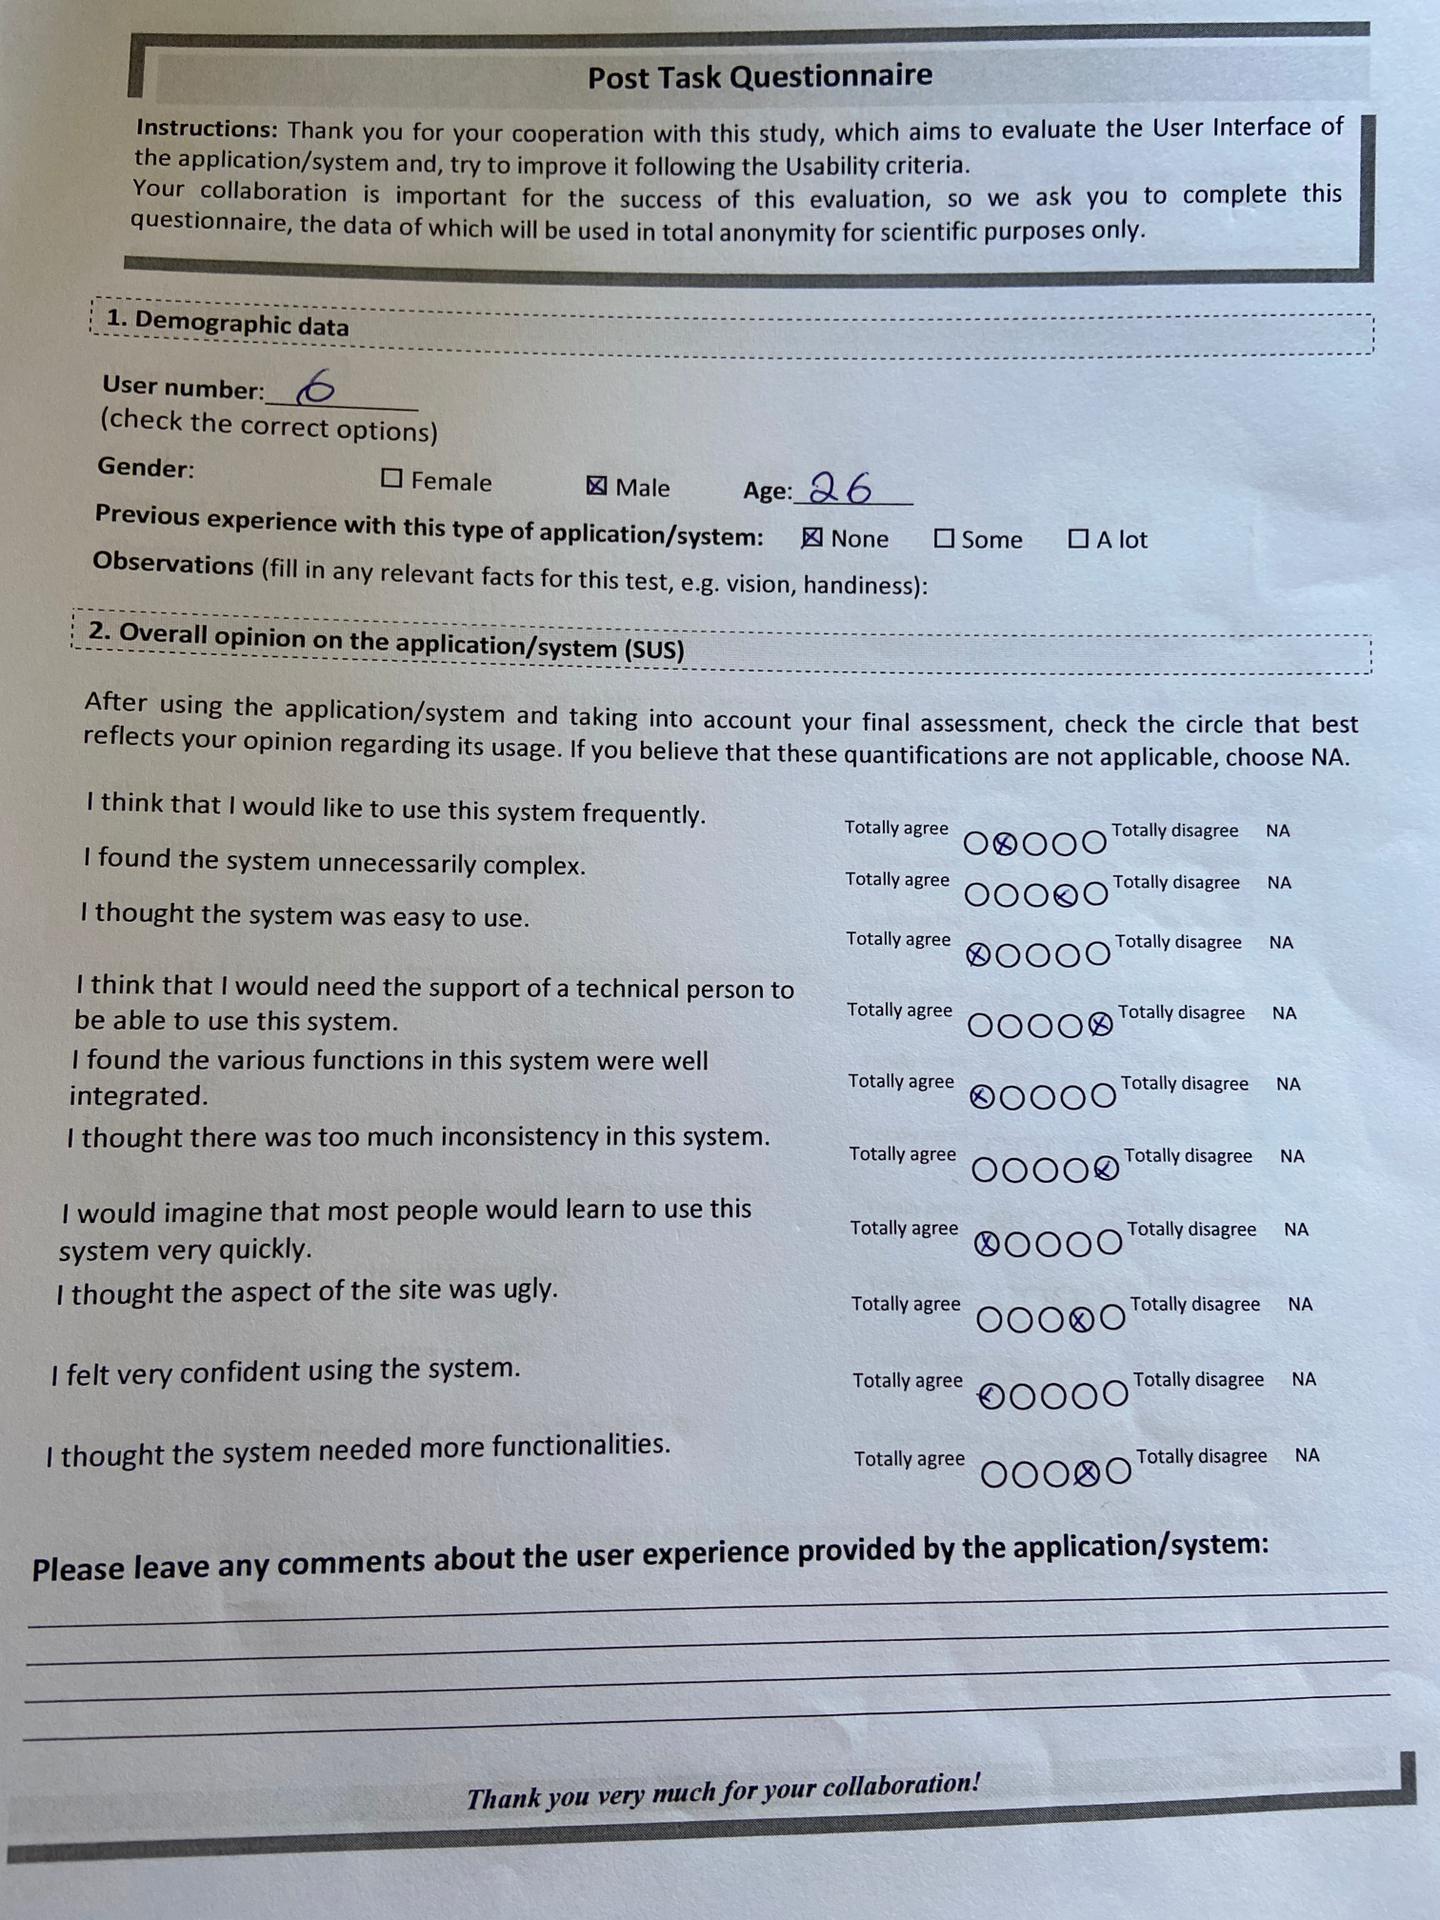 Post Task Questionnaire
Instructions: Thank you for your cooperation with this study, which aims to evaluate the User Interface of
the application/system and, try to improve it following the Usability criteria.
Your collaboration is important for the success of this evaluation, so we ask you to complete this
questionnaire, the data of which will be used in total anonymity for scientific purposes only.
1. Demographic data
User number: 6
(check the correct options)
Gender: ☐ Female ☒ Male Age: 26
Previous experience with this type of application/system: ☒ None ☐ Some ☐ A lot
Observations (fill in any relevant facts for this test, e.g. vision, handiness):
2. Overall opinion on the application/system (SUS)
After using the application/system and taking into account your final assessment, check the circle that best
reflects your opinion regarding its usage. If you believe that these quantifications are not applicable, choose NA.
I think that I would like to use this system frequently. Totally agree ○⊗○○○ Totally disagree NA
I found the system unnecessarily complex. Totally agree ○○○⊗○ Totally disagree NA
I thought the system was easy to use. Totally agree ⊗○○○○ Totally disagree NA
I think that I would need the support of a technical person to
be able to use this system. Totally agree ○○○○⊗ Totally disagree NA
I found the various functions in this system were well
integrated. Totally agree ⊗○○○○ Totally disagree NA
I thought there was too much inconsistency in this system. Totally agree ○○○○⊗ Totally disagree NA
I would imagine that most people would learn to use this
system very quickly. Totally agree ⊗○○○○ Totally disagree NA
I thought the aspect of the site was ugly. Totally agree ○○○⊗○ Totally disagree NA
I felt very confident using the system. Totally agree ⊗○○○○ Totally disagree NA
I thought the system needed more functionalities. Totally agree ○○○⊗○ Totally disagree NA
Please leave any comments about the user experience provided by the application/system:
Thank you very much for your collaboration!